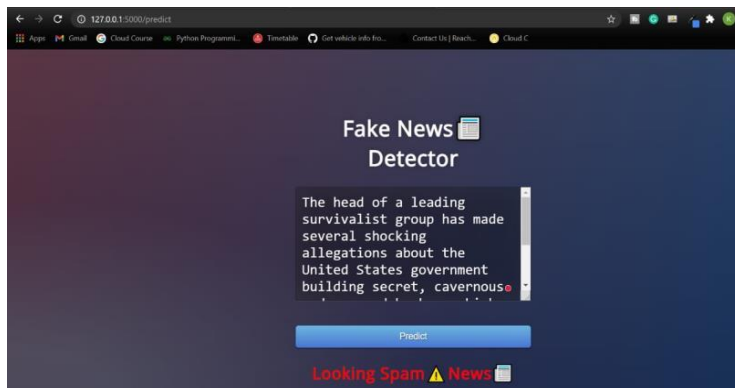 127.0.0.1:5000/predict
Apps Gmail Cloud Course Python Programmi... Timetable Get vehicle info fro... Contact Us | Reach... Cloud C
Fake News
Detector
The head of a leading
survivalist group has made
several shocking
allegations about the
United States government
building secret, cavernous
Predict
Looking Spam News